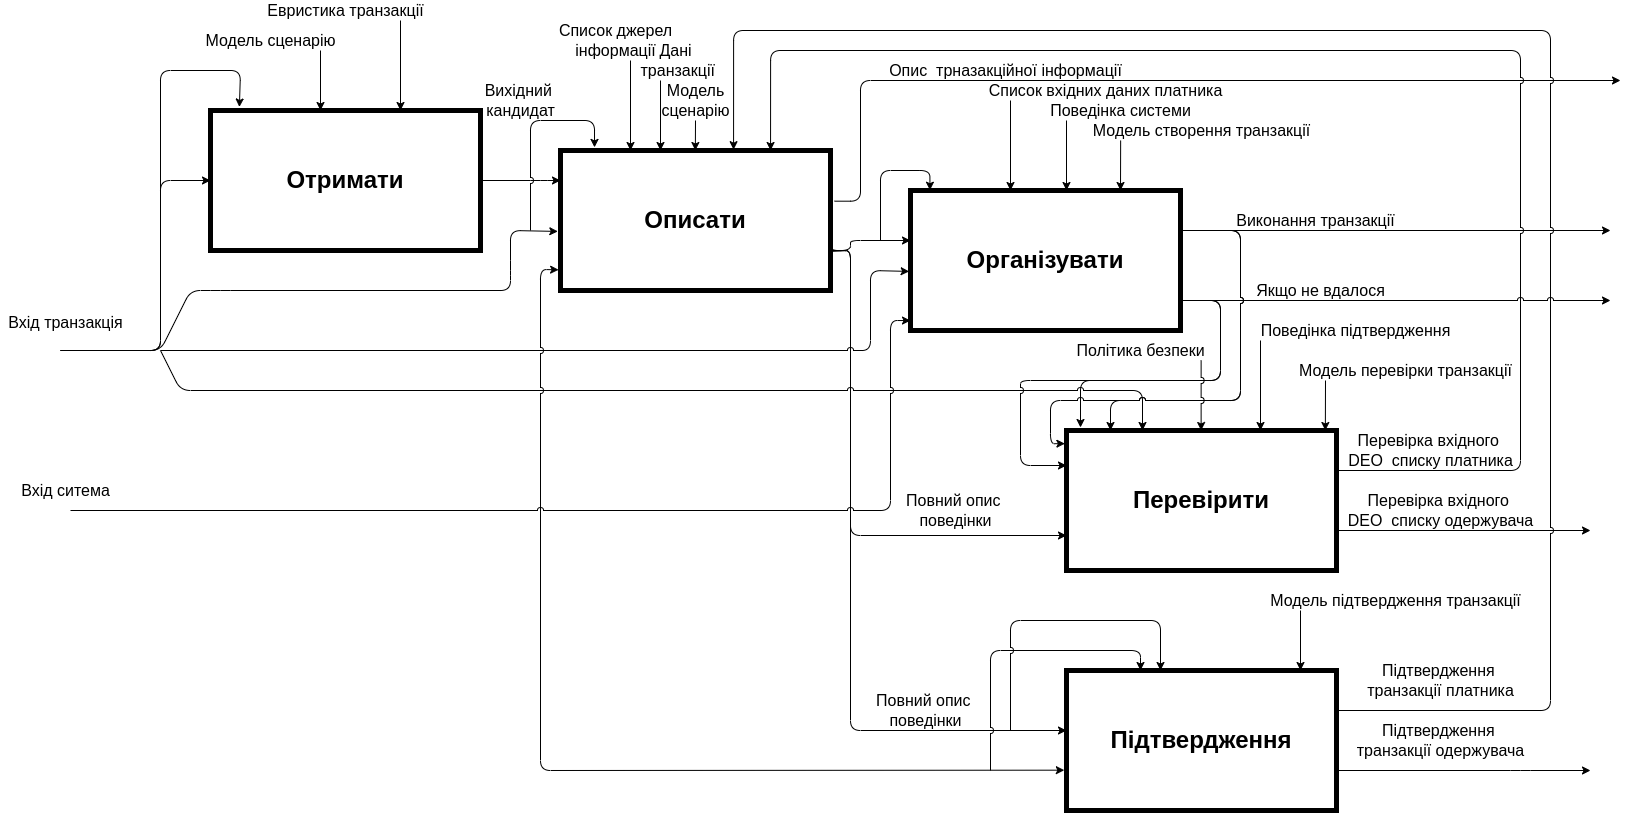 Евристика транзакції
Модель сценарію
Отримати
Вихідний
кандидат
Список джерел
інформації Дані
транзакції
Модель
сценарію
Описати
Опис трназакційної інформації
Список вхідних даних платника
Поведінка системи
Модель створення транзакції
Організувати
Виконання транзакції
Якщо не вдалося
Вхід транзакція
Політика безпеки
Поведінка підтвердження
Модель перевірки транзакції
Перевірити
Перевірка вхідного
DEO списку платника
Перевірка вхідного
DEO списку одержувача
Вхід ситема
Повний опис
поведінки
Модель підтвердження транзакції
Повний опис
поведінки
Підтвердження
Підтвердження
транзакції платника
Підтвердження
транзакції одержувача